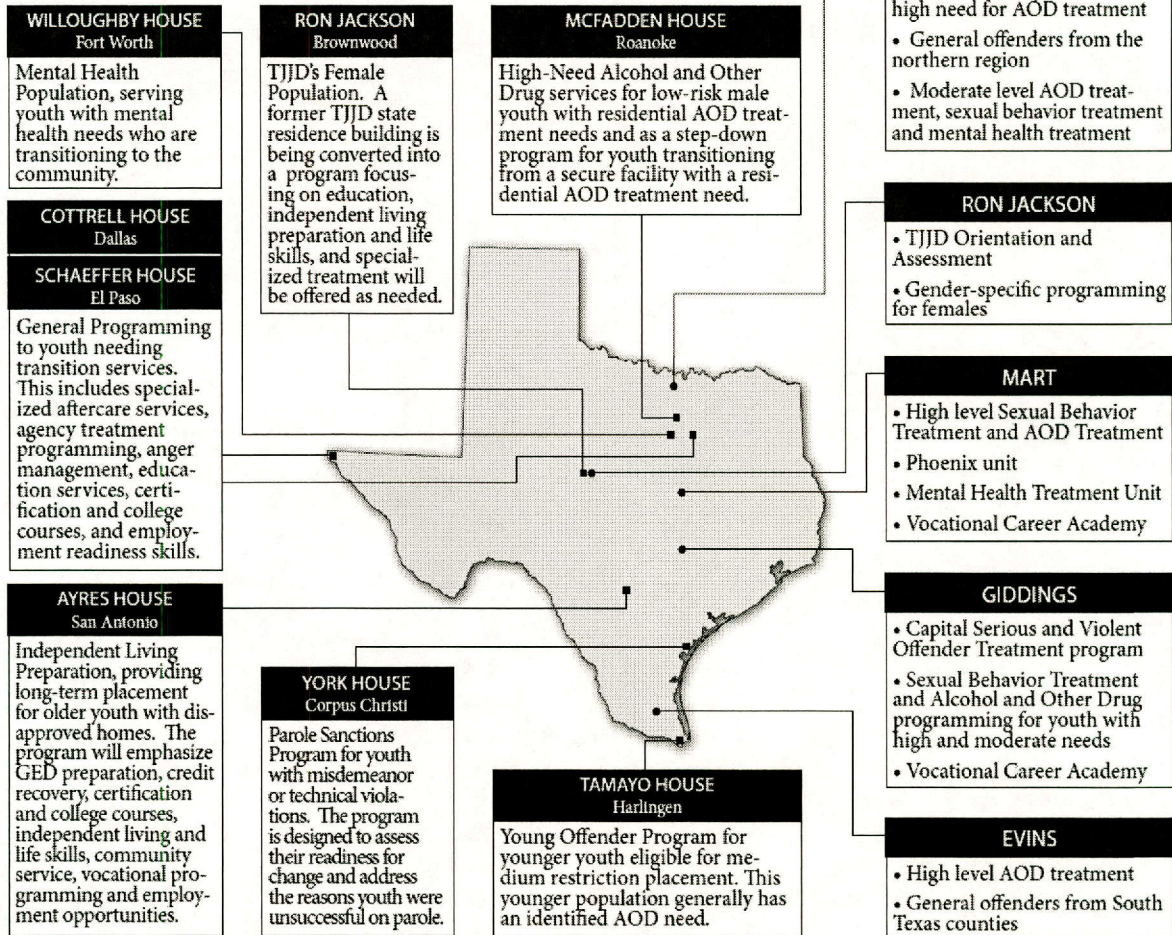 WILLOUGHBY HOUSE
Fort Worth
Mental Health
Population, serving
youth with mental
health needs who are
transitioning to the
community.
RON JACKSON
Brownwood
TJJD's Female
Population. A
former TJJD state
residence building is
being converted into
a program focus-
ing on education,
independent living
preparation and life
skills, and special-
ized treatment will
be offered as needed.
MCFADDEN HOUSE
Roanoke
High-Need Alcohol and Other
Drug services for low-risk male
youth with residential AOD treat-
ment needs and as a step-down
program for youth transitioning
from a secure facility with a resi-
dential AOD treatment need.
high need for AOD treatment
• General offenders from the
northern region
• Moderate level AOD treat-
ment, sexual behavior treatment
and mental health treatment
COTTRELL HOUSE
Dallas
SCHAEFFER HOUSE
El Paso
General Programming
to youth needing
transition services.
This includes special-
ized aftercare services,
agency treatment
programming, anger
management, educa-
tion services, certi-
fication and college
courses, and employ-
ment readiness skills.
RON JACKSON
• TJJD Orientation and
Assessment
• Gender-specific programming
for females
MART
• High level Sexual Behavior
Treatment and AOD Treatment
• Phoenix unit
• Mental Health Treatment Unit
• Vocational Career Academy
AYRES HOUSE
San Antonio
Independent Living
Preparation, providing
long-term placement
for older youth with dis-
approved homes. The
program will emphasize
GED preparation, credit
recovery, certification
and college courses,
independent living and
life skills, community
service, vocational pro-
gramming and employ-
ment opportunities.
YORK HOUSE
Corpus Christi
Parole Sanctions
Program for youth
with misdemeanor
or technical viola-
tions. The program
is designed to assess
their readiness for
change and address
the reasons youth were
unsuccessful on parole.
TAMAYO HOUSE
Harlingen
Young Offender Program for
younger youth eligible for me-
dium restriction placement. This
younger population generally has
an identified AOD need.
GIDDINGS
• Capital Serious and Violent
Offender Treatment program
• Sexual Behavior Treatment
and Alcohol and Other Drug
programming for youth with
high and moderate needs
• Vocational Career Academy
EVINS
• High level AOD treatment
• General offenders from South
Texas counties